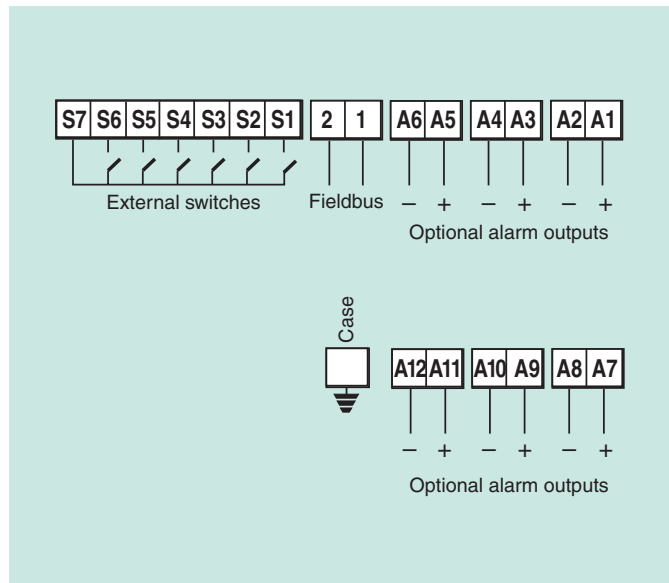 S7 S6 S5 S4 S3 S2 S1 2 1 A6 A5 A4 A3 A2 A1
External switches Fieldbus – + – + – +
Optional alarm outputs
Case
A12 A11 A10 A9 A8 A7
– + – + – +
Optional alarm outputs